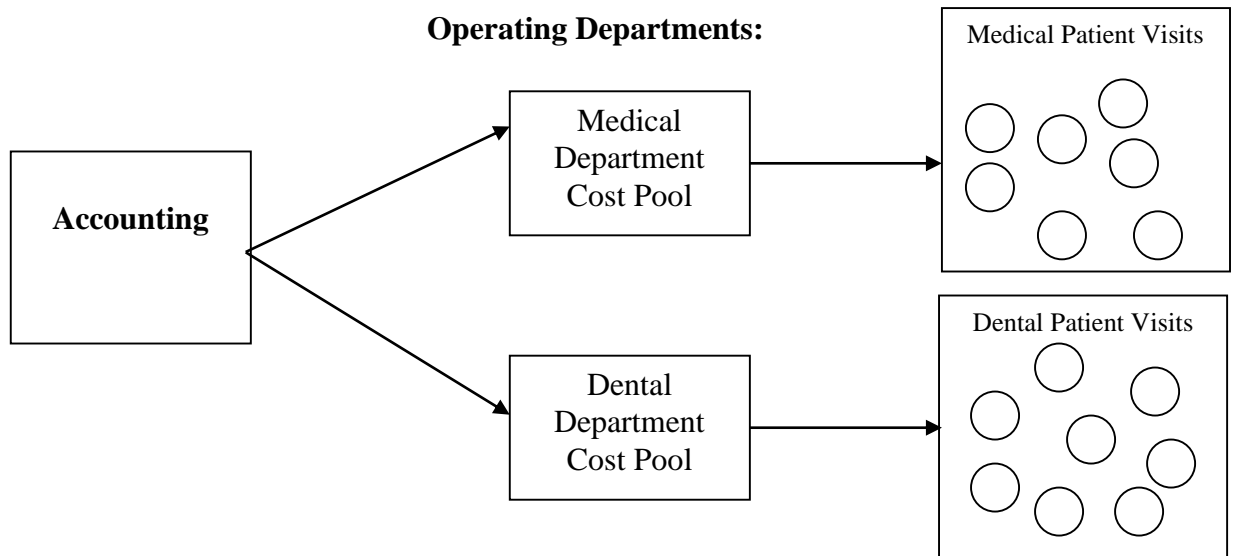 Operating Departments:
Medical Patient Visits
Accounting
Medical
Department
Cost Pool
Dental
Department
Cost Pool
Dental Patient Visits